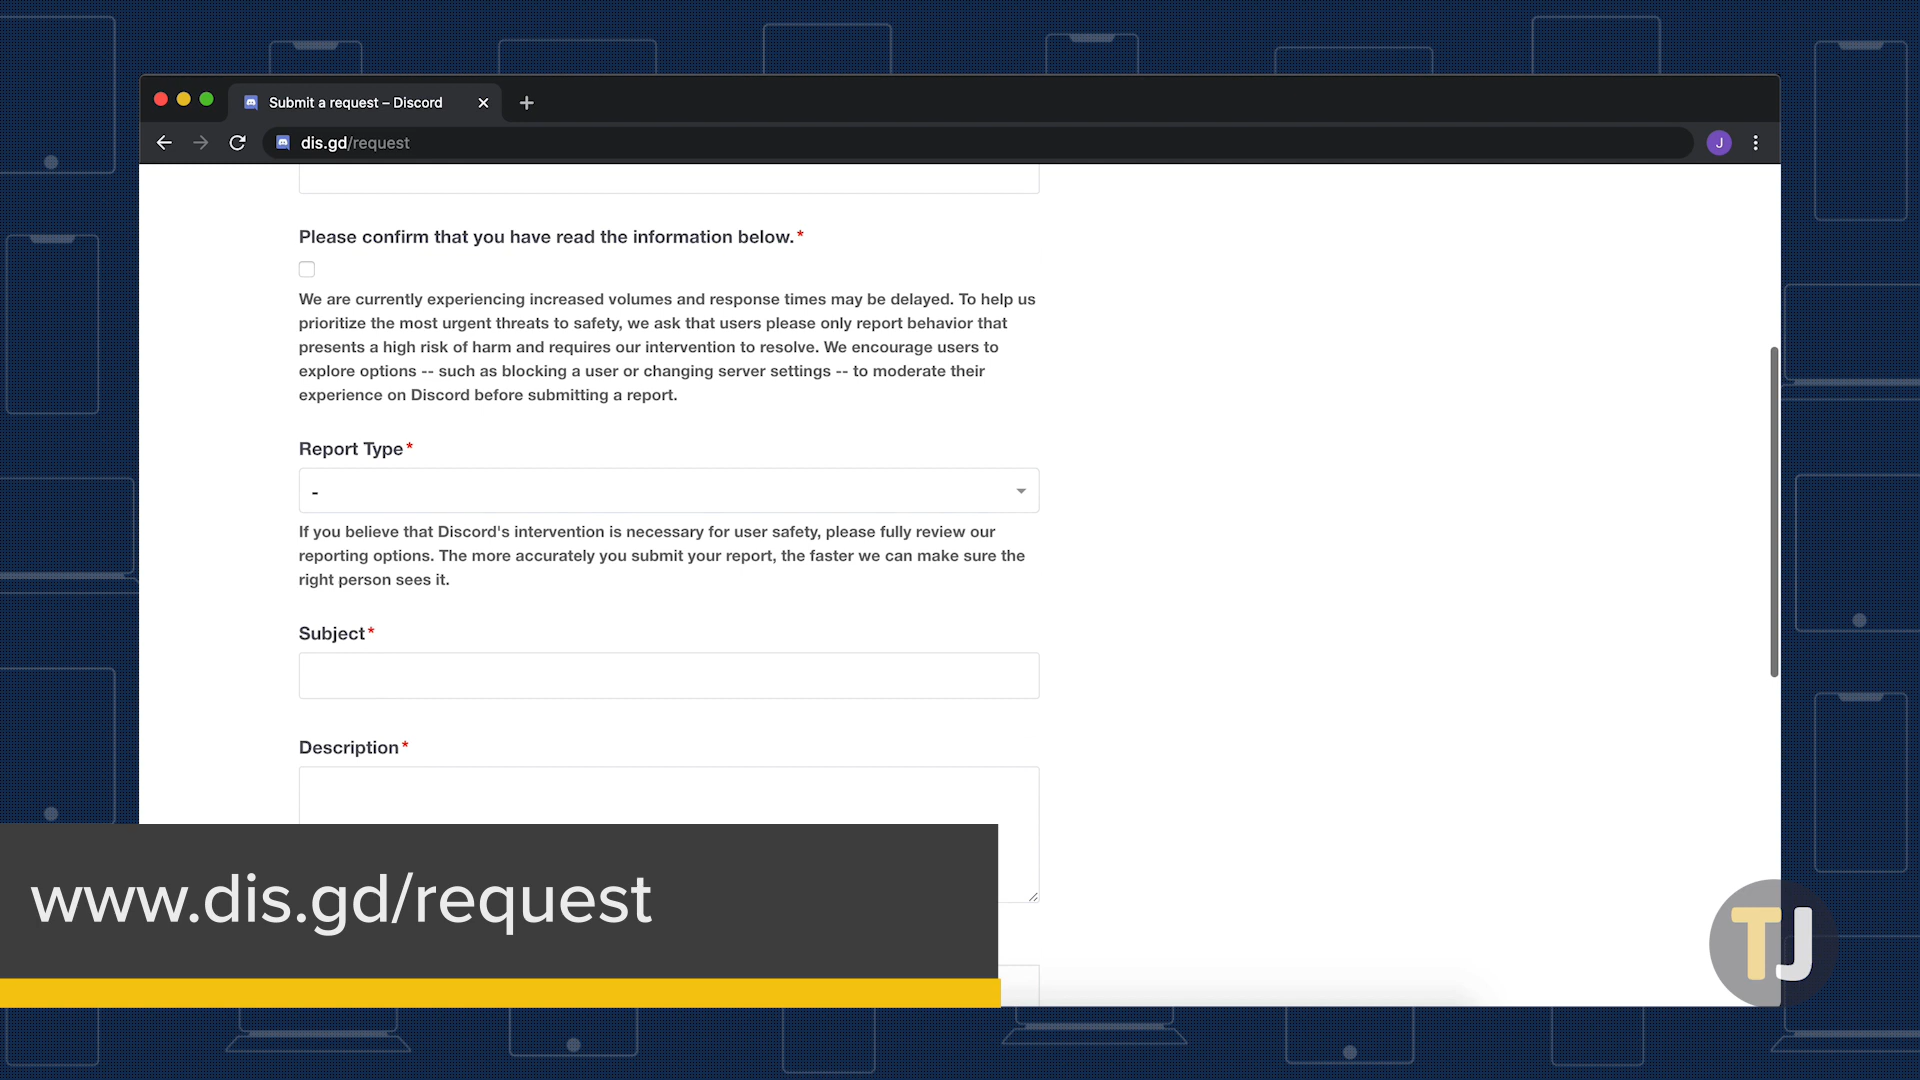 Submit a request – Discord
dis.gd/request
J
Please confirm that you have read the information below.*
We are currently experiencing increased volumes and response times may be delayed. To help us
prioritize the most urgent threats to safety, we ask that users please only report behavior that
presents a high risk of harm and requires our intervention to resolve. We encourage users to
explore options -- such as blocking a user or changing server settings -- to moderate their
experience on Discord before submitting a report.
Report Type*
-
If you believe that Discord's intervention is necessary for user safety, please fully review our
reporting options. The more accurately you submit your report, the faster we can make sure the
right person sees it.
Subject*
Description*
www.dis.gd/request
TJ